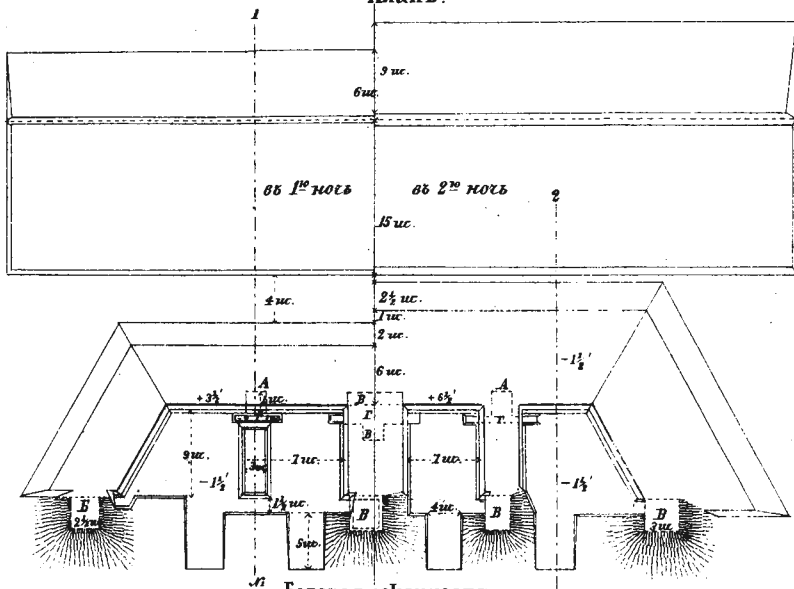 1
9 ш.
6 ш.
въ 1ю ночь
въ 2ю ночь
2
15 ш.
4 ш.
2½ ш.
1 ш.
2 ш.
-1½'
6 ш.
+3½'
А
В
+6½'
А
Г
Г
В
9 ш.
-1½'
7 ш.
7 ш.
-1½'
Б
2½ ш.
1½ ш.
В
4 ш.
В
В
3 ш.
5 ш.
№1